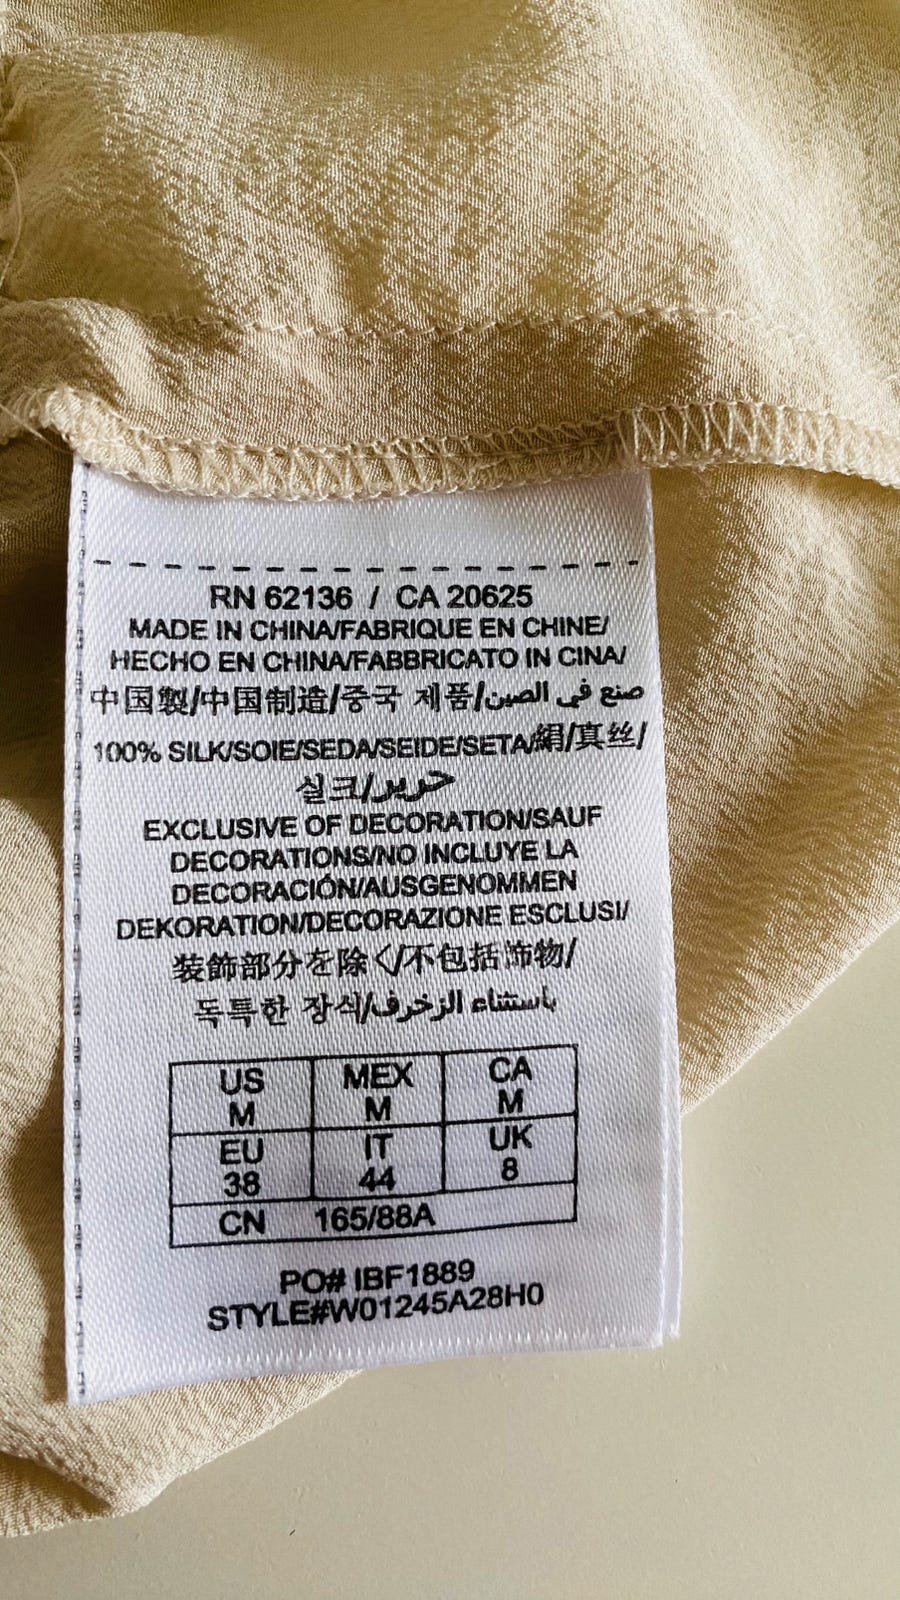 RN 62136 / CA 20625
MADE IN CHINA/FABRIQUE EN CHINE/
HECHO EN CHINA/FABBRICATO IN CINA/
中国製/中国制造/중국 제품/صنع في الصين
100% SILK/SOIE/SEDA/SEIDE/SETA/絹/真丝/
실크/حرير
EXCLUSIVE OF DECORATION/SAUF
DECORATIONS/NO INCLUYE LA
DECORACIÓN/AUSGENOMMEN
DEKORATION/DECORAZIONE ESCLUSI/
装飾部分を除く/不包括饰物/
독특한 장식/باستثناء الزخرف
US MEX CA
M M M
EU IT UK
38 44 8
CN 165/88A
PO# IBF1889
STYLE#W01245A28H0